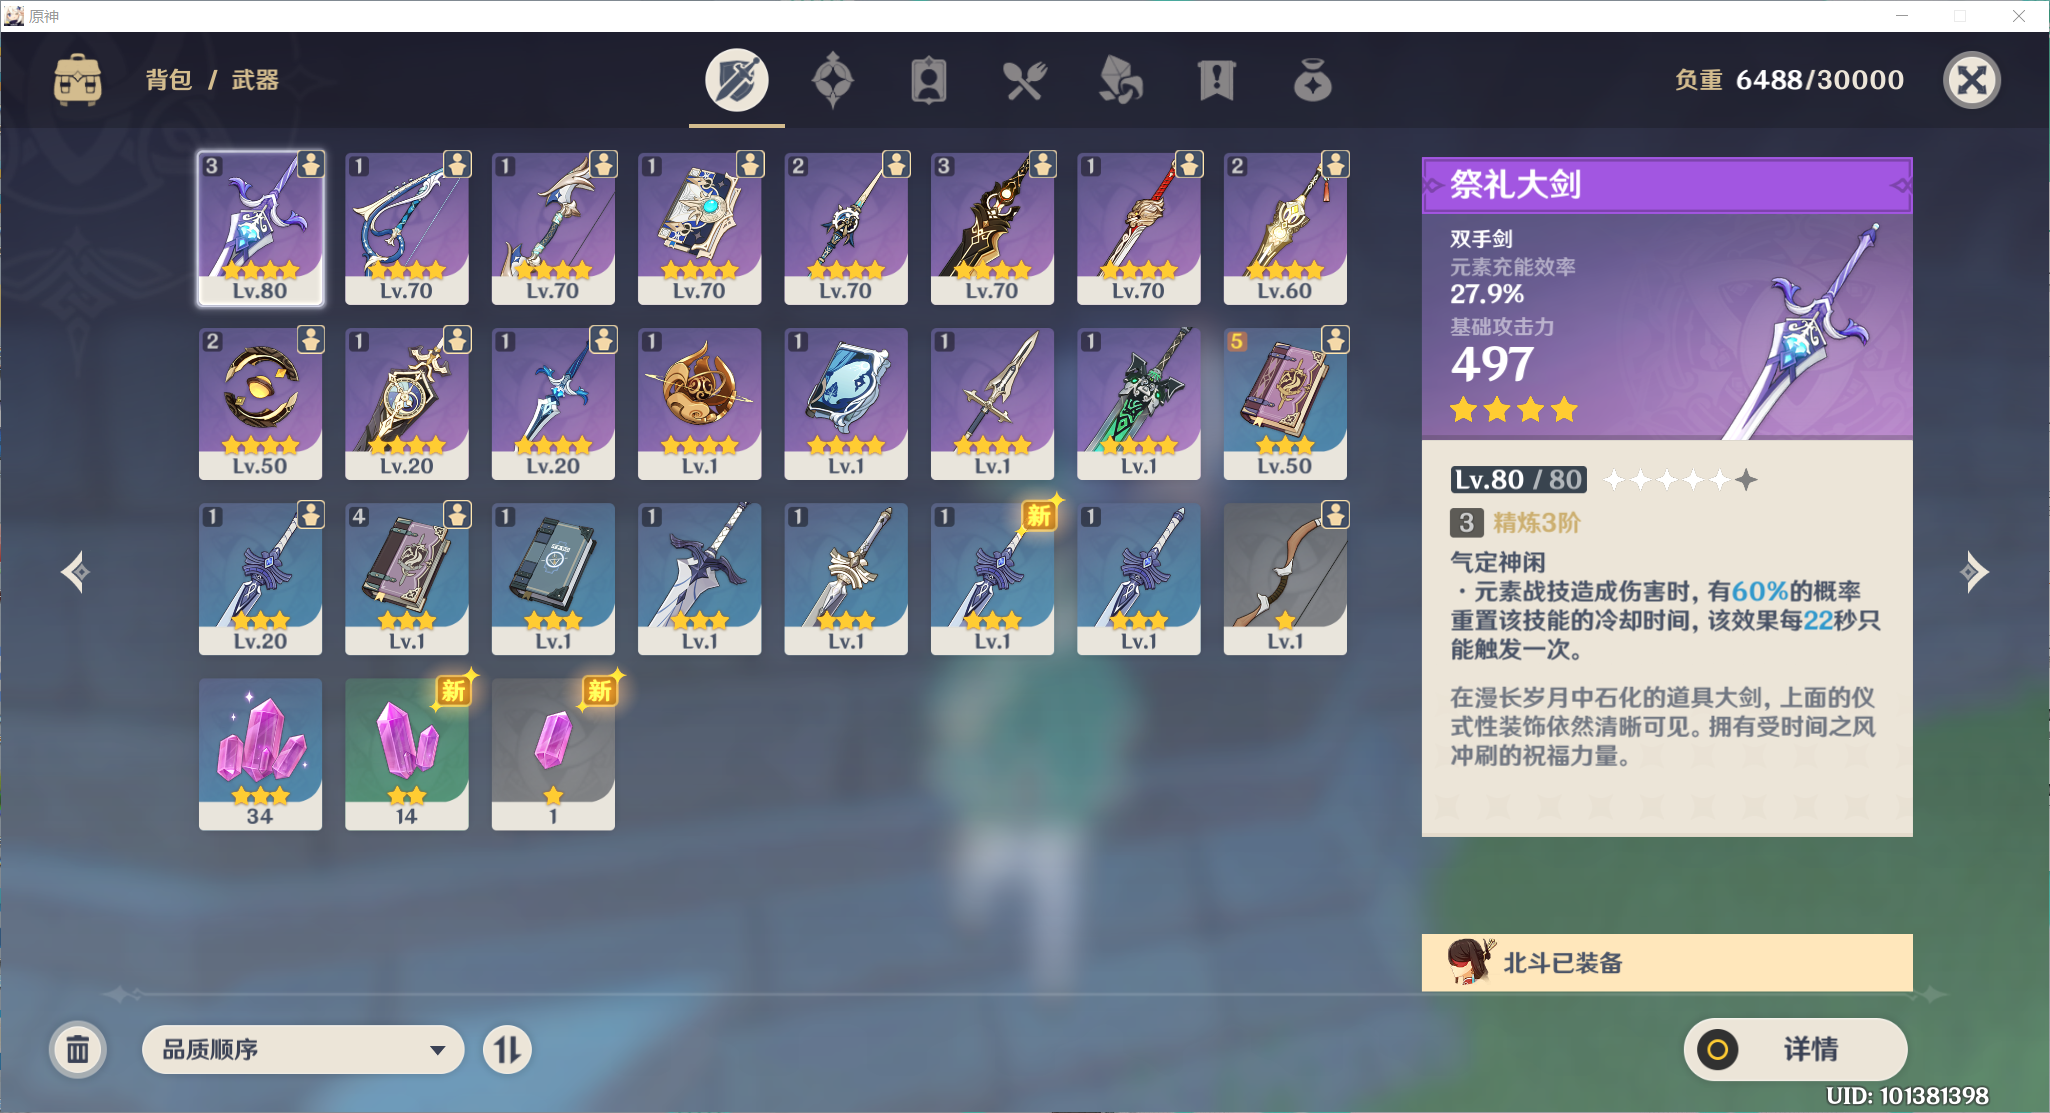 原神
背包 / 武器
负重 6488/30000
3
Lv.80
1
Lv.70
1
Lv.70
1
Lv.70
2
Lv.70
3
Lv.70
1
Lv.70
2
Lv.60
2
Lv.50
1
Lv.20
1
Lv.20
1
Lv.1
1
Lv.1
1
Lv.1
1
Lv.1
5
Lv.50
1
Lv.20
4
Lv.1
1
Lv.1
1
Lv.1
1
Lv.1
1
新
Lv.1
1
Lv.1
Lv.1
34
新
14
新
1
祭礼大剑
双手剑
元素充能效率
27.9%
基础攻击力
497
Lv.80 / 80
3 精炼3阶
气定神闲
·元素战技造成伤害时，有60%的概率
重置该技能的冷却时间，该效果每22秒只
能触发一次。
在漫长岁月中石化的道具大剑，上面的仪
式性装饰依然清晰可见。拥有受时间之风
冲刷的祝福力量。
北斗已装备
品质顺序
详情
UID: 101381398